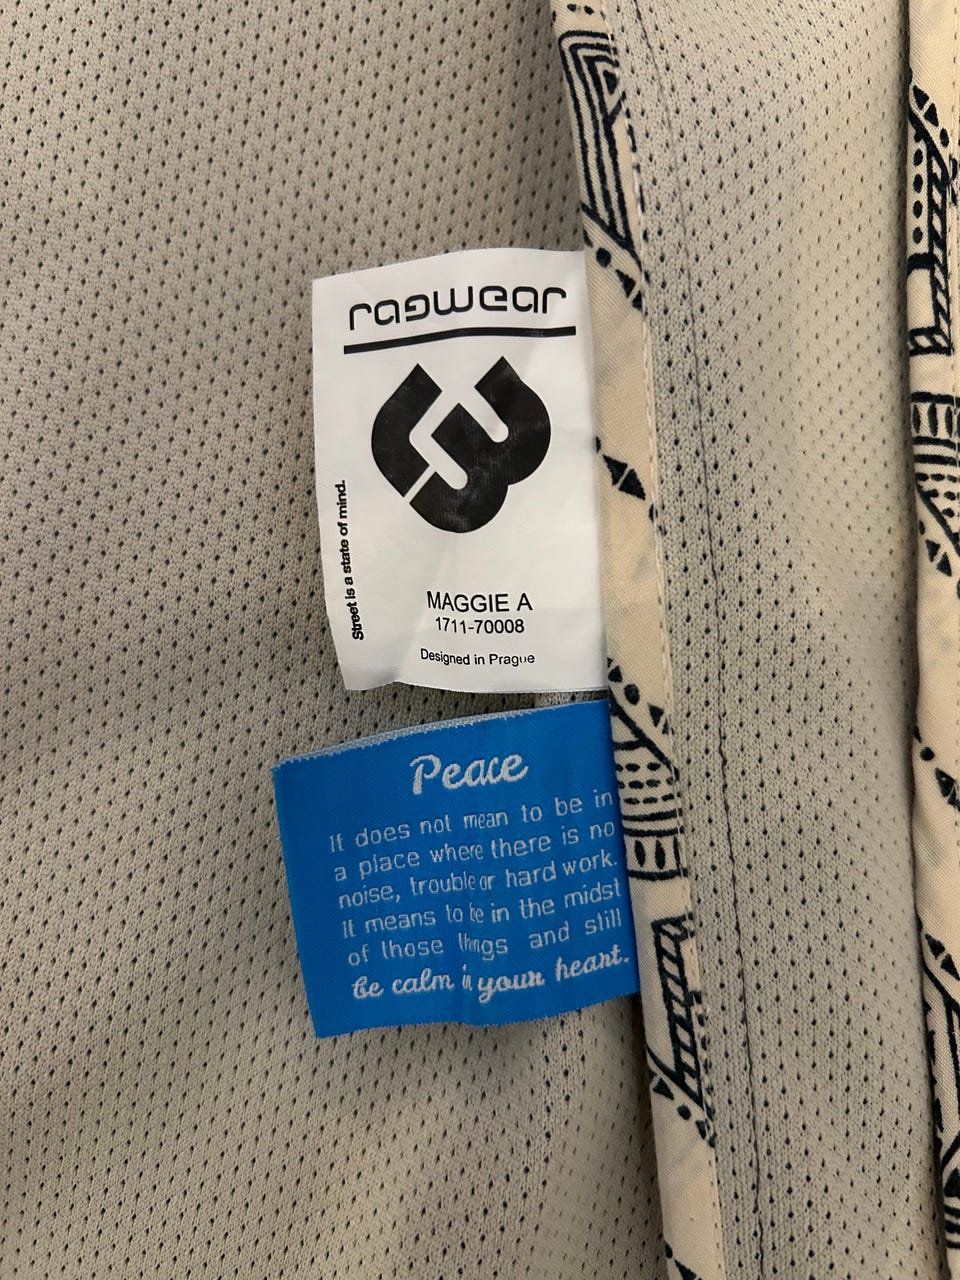 ragwear
Street is a state of mind.
MAGGIE A
1711-70008
Designed in Prague
Peace
It does not mean to be in
a place where there is no
noise, trouble or hard work.
It means to be in the midst
of those things and still
be calm in your heart.